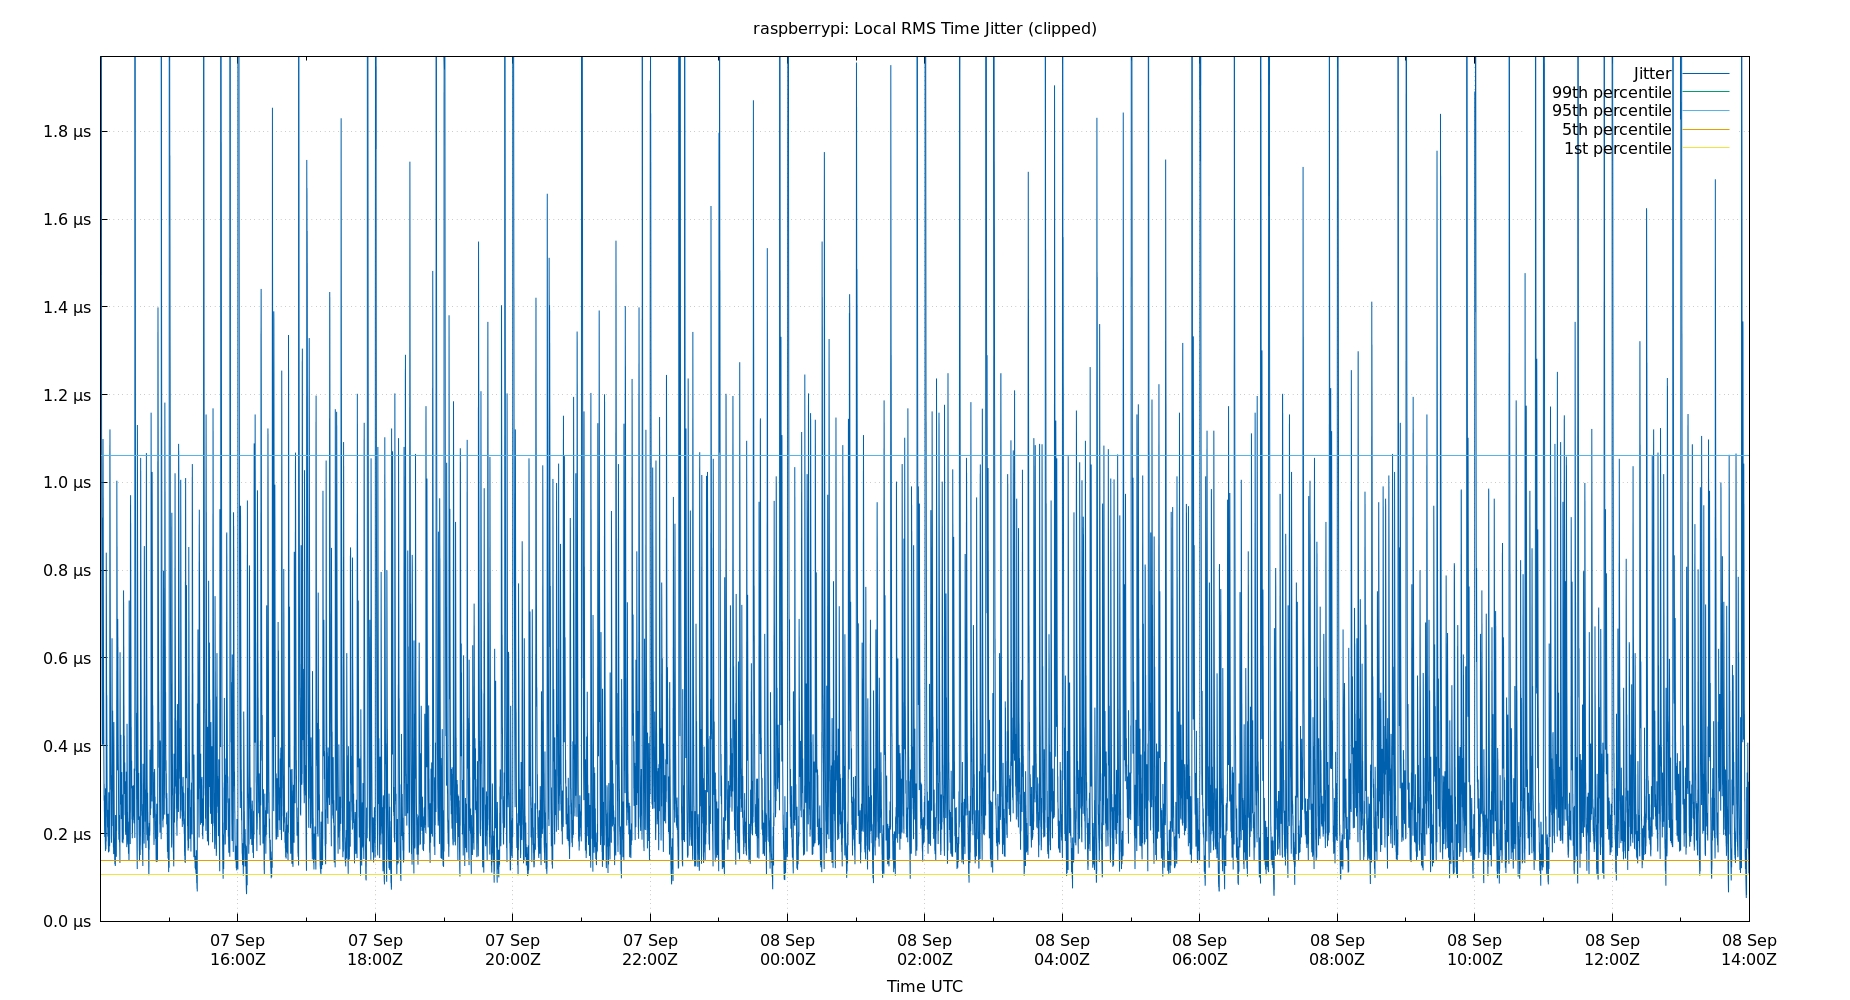 raspberrypi: Local RMS Time Jitter (clipped)
Jitter
99th percentile
95th percentile
5th percentile
1st percentile
1.8 µs
1.6 µs
1.4 µs
1.2 µs
1.0 µs
0.8 µs
0.6 µs
0.4 µs
0.2 µs
0.0 µs
07 Sep 07 Sep 07 Sep 07 Sep 08 Sep 08 Sep 08 Sep 08 Sep 08 Sep 08 Sep 08 Sep 08 Sep
16:00Z 18:00Z 20:00Z 22:00Z 00:00Z 02:00Z 04:00Z 06:00Z 08:00Z 10:00Z 12:00Z 14:00Z
Time UTC